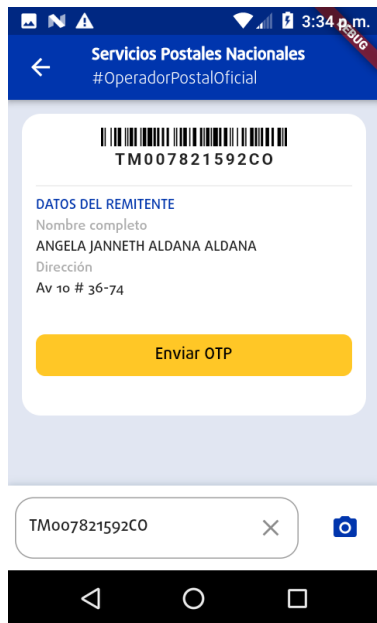 3:34 p.m.
DEBUG
Servicios Postales Nacionales
#OperadorPostalOficial
TM007821592CO
DATOS DEL REMITENTE
Nombre completo
ANGELA JANNETH ALDANA ALDANA
Dirección
Av 10 # 36-74
Enviar OTP
TM007821592CO